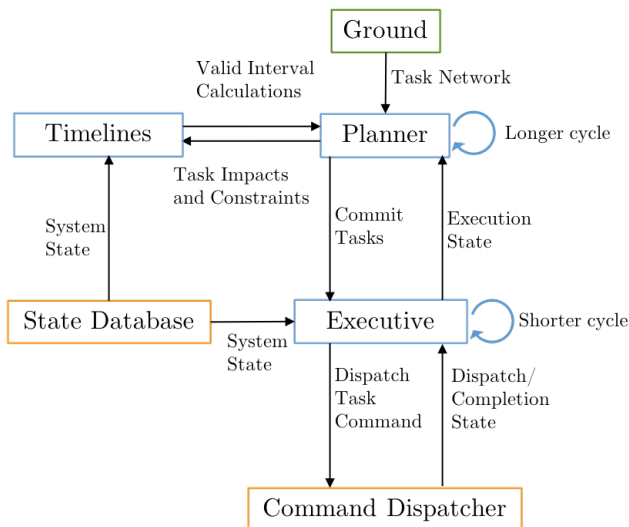 Ground
Valid Interval
Calculations
Task Network
Timelines
Planner
Longer cycle
Task Impacts
and Constraints
System
State
Commit
Tasks
Execution
State
State Database
Executive
Shorter cycle
System
State
Dispatch
Task
Command
Dispatch/
Completion
State
Command Dispatcher